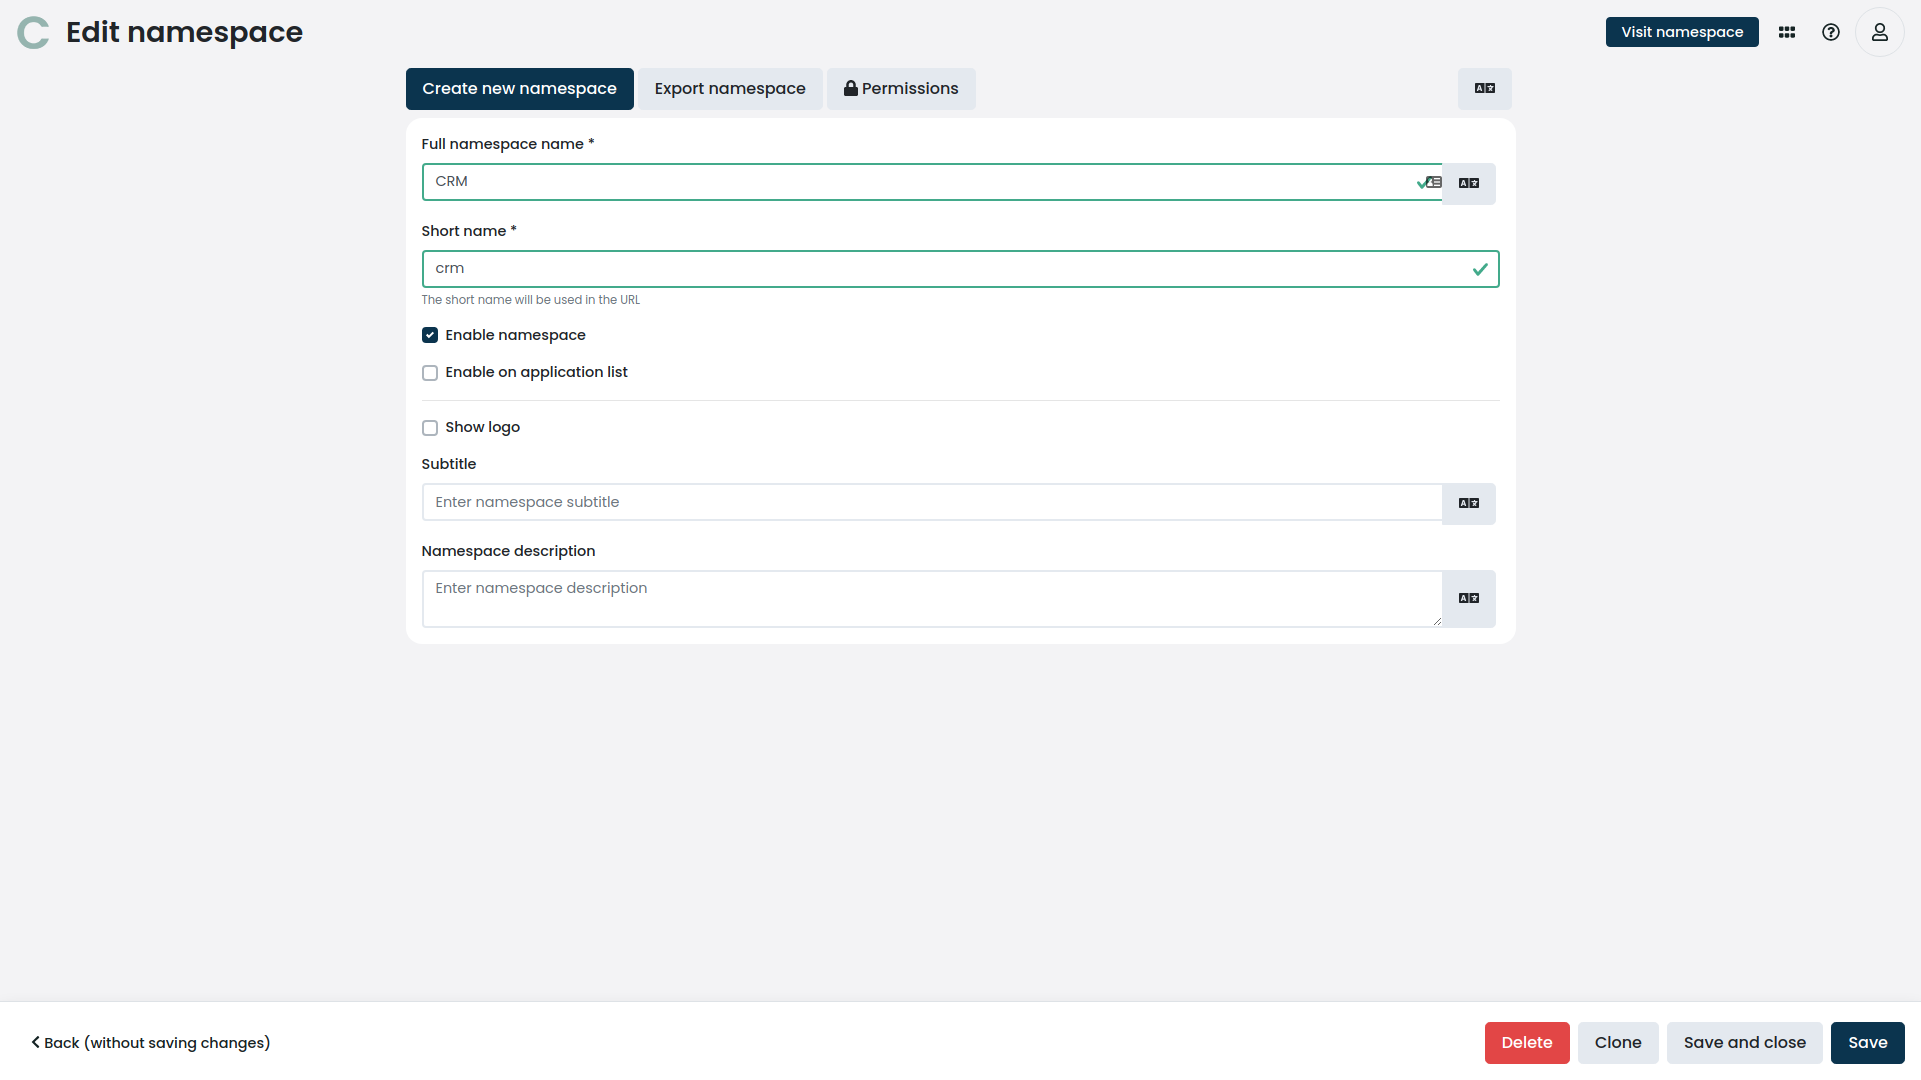 Edit namespace
Visit namespace
Create new namespace
Export namespace
Permissions
Full namespace name *
CRM
Short name *
crm
The short name will be used in the URL
Enable namespace
Enable on application list
Show logo
Subtitle
Enter namespace subtitle
Namespace description
Enter namespace description
Back (without saving changes)
Delete
Clone
Save and close
Save